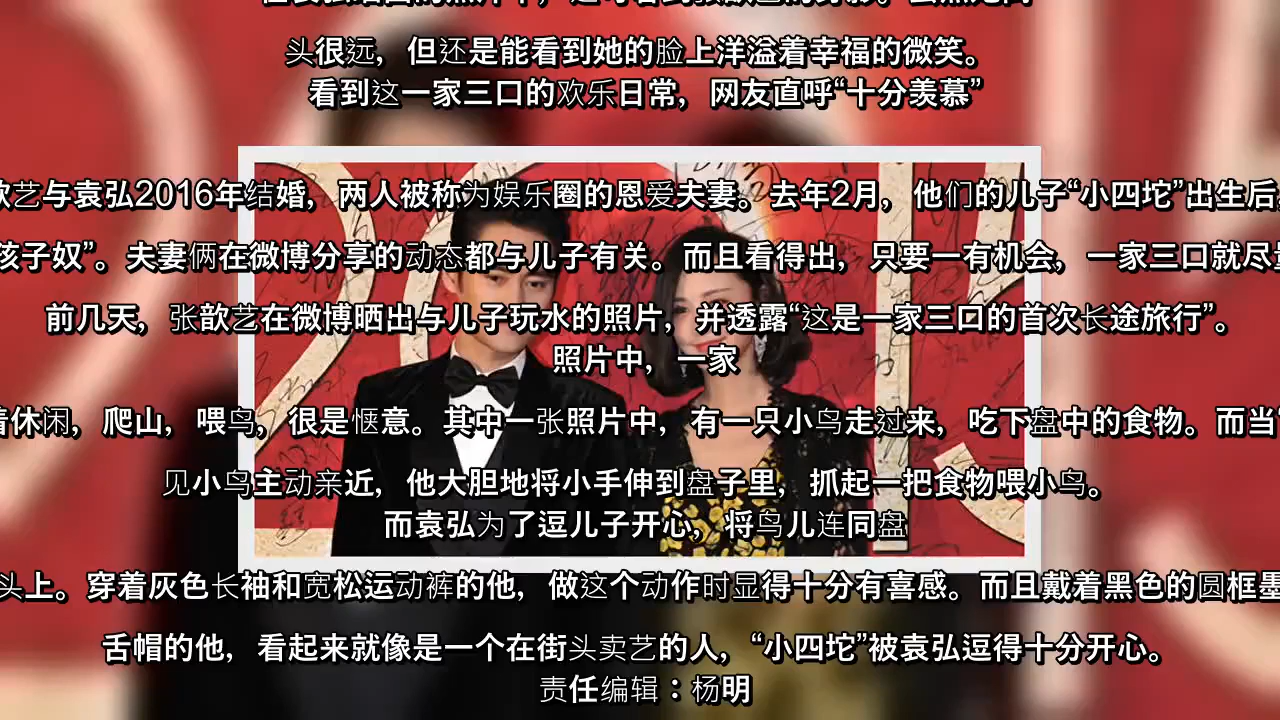 头很远，但还是能看到她的脸上洋溢着幸福的微笑。
看到这一家三口的欢乐日常，网友直呼“十分羡慕”
歆艺与袁弘2016年结婚，两人被称为娱乐圈的恩爱夫妻。去年2月，他们的儿子“小四坨”出生后
孩子奴”。夫妻俩在微博分享的动态都与儿子有关。而且看得出，只要一有机会，一家三口就尽
前几天，张歆艺在微博晒出与儿子玩水的照片，并透露“这是一家三口的首次长途旅行”。
照片中，一家
着休闲，爬山，喂鸟，很是惬意。其中一张照片中，有一只小鸟走过来，吃下盘中的食物。而当
见小鸟主动亲近，他大胆地将小手伸到盘子里，抓起一把食物喂小鸟。
而袁弘为了逗儿子开心，将鸟儿连同盘
头上。穿着灰色长袖和宽松运动裤的他，做这个动作时显得十分有喜感。而且戴着黑色的圆框墨
舌帽的他，看起来就像是一个在街头卖艺的人，“小四坨”被袁弘逗得十分开心。
责任编辑：杨明